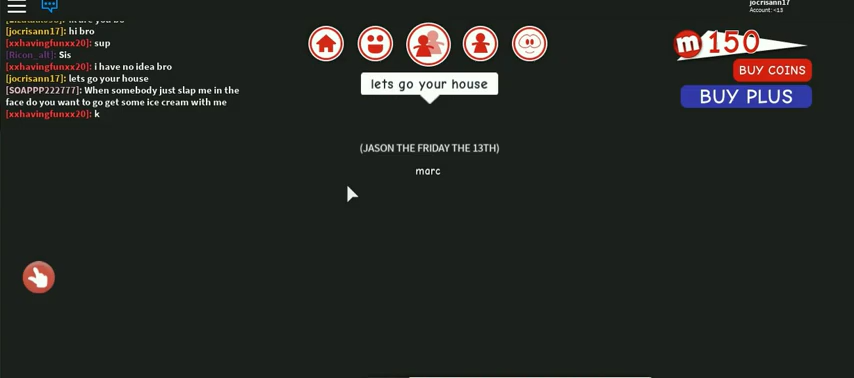 jocrisann17
Account: <13
[jocrisann17]: hi bro
[xxhavingfunxx20]: sup
[Ricon_alt]: Sis
[xxhavingfunxx20]: i have no idea bro
[jocrisann17]: lets go your house
[SOAPPP222777]: When somebody just slap me in the
face do you want to go get some ice cream with me
[xxhavingfunxx20]: k
lets go your house
(JASON THE FRIDAY THE 13TH)
marc
m 150
BUY COINS
BUY PLUS